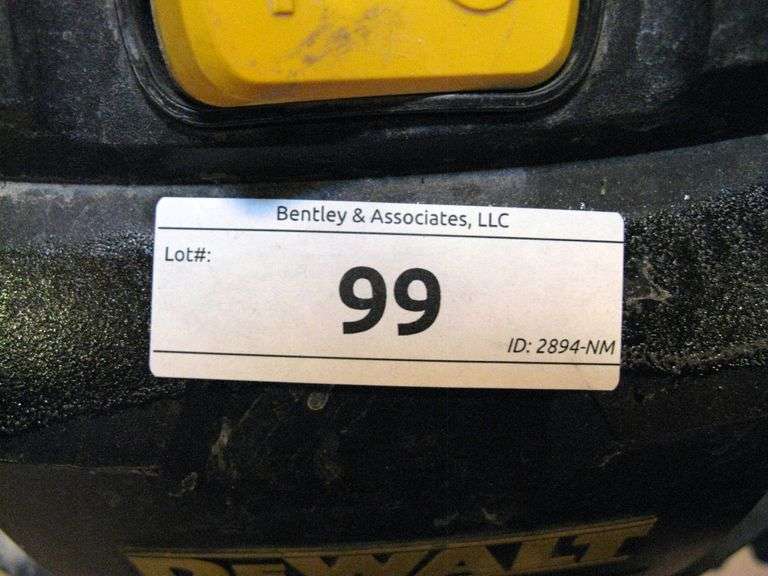 Bentley & Associates, LLC
Lot#:
99
ID: 2894-NM
DEWALT